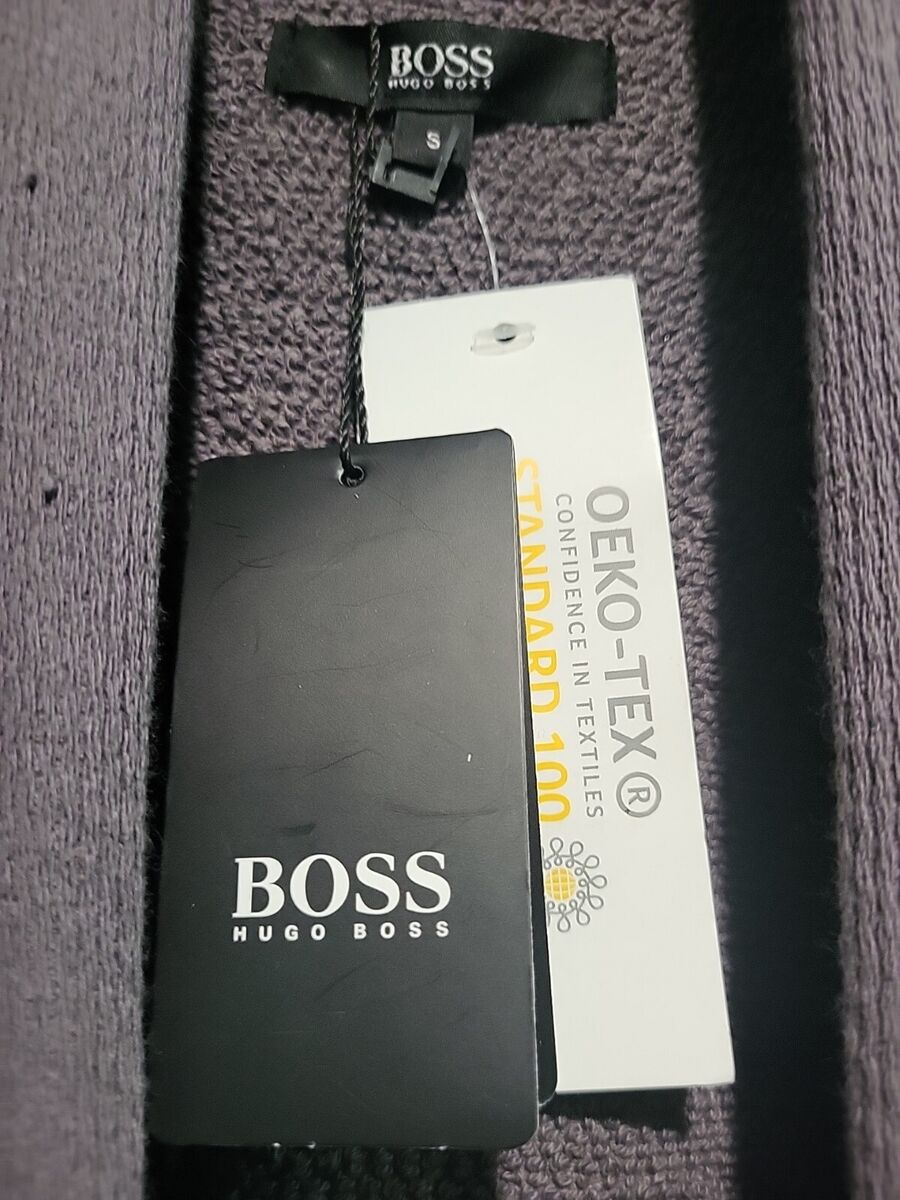 BOSS
HUGO BOSS
S
OEKO-TEX®
CONFIDENCE IN TEXTILES
STANDARD 100
BOSS
HUGO BOSS